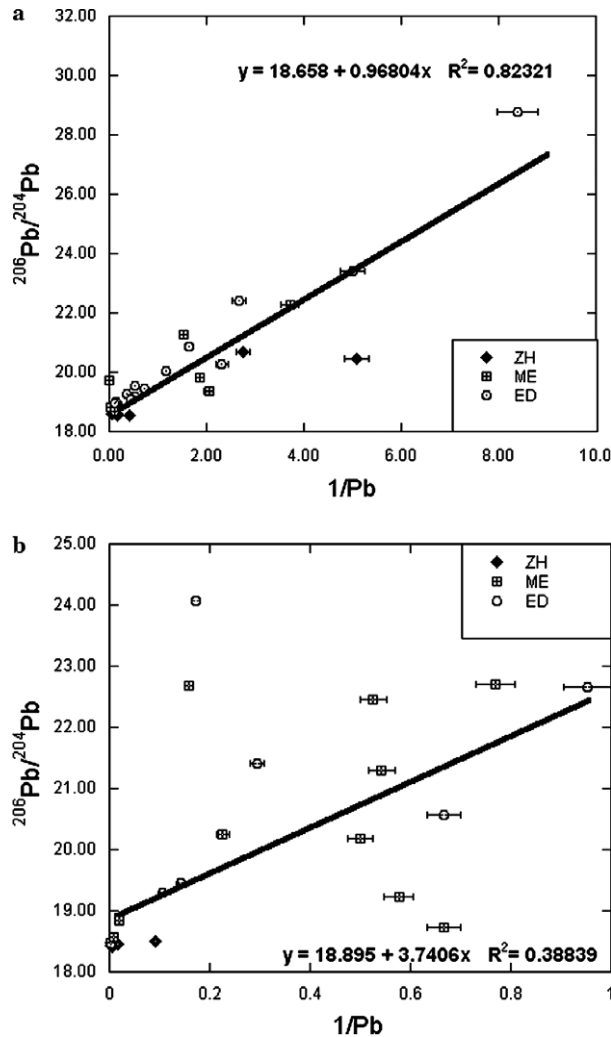 a
32.00
30.00
28.00
26.00
24.00
22.00
20.00
18.00
0.00 2.00 4.00 6.00 8.00 10.0
y = 18.658 + 0.96804x R²= 0.82321
206Pb/204Pb
1/Pb
ZH
ME
ED
b
25.00
24.00
23.00
22.00
21.00
20.00
19.00
18.00
0 0.2 0.4 0.6 0.8 1
ZH
ME
ED
206Pb/204Pb
y = 18.895 + 3.7406x R²= 0.38839
1/Pb